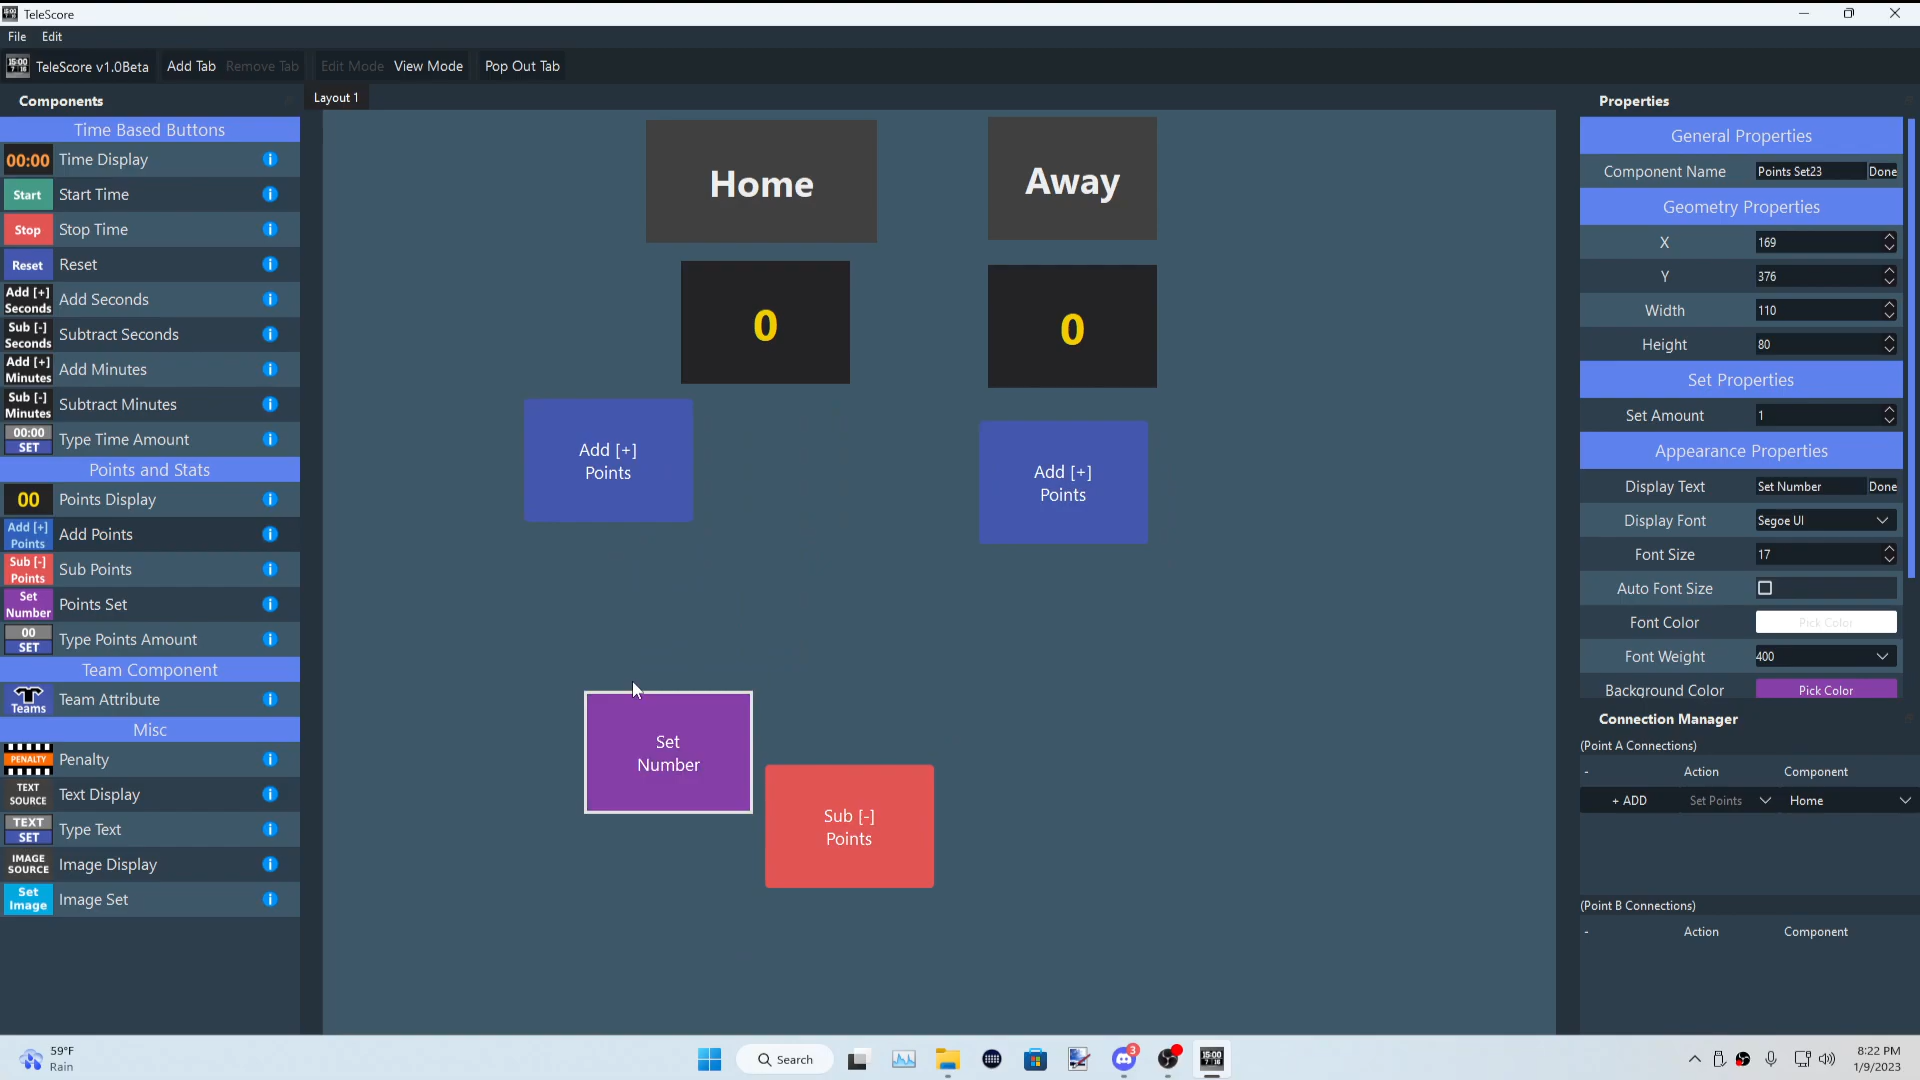 TeleScore
File Edit
15:00 TeleScore v1.0Beta Add Tab Remove Tab Edit Mode View Mode Pop Out Tab
Components
Layout 1
Properties
Time Based Buttons
00:00 Time Display
Start Start Time
Stop Stop Time
Reset Reset
Add [+]
Seconds
Add Seconds
Sub [-]
Seconds
Subtract Seconds
Add [+]
Minutes
Add Minutes
Sub [-]
Minutes
Subtract Minutes
00:00
SET
Type Time Amount
Points and Stats
00 Points Display
Add [+]
Points
Add Points
Sub [-]
Points
Sub Points
Set
Number
Points Set
00
SET
Type Points Amount
Team Component
Teams
Team Attribute
Misc
PENALTY Penalty
TEXT
SOURCE
Text Display
TEXT
SET
Type Text
IMAGE
SOURCE
Image Display
Set
Image
Image Set
Home
Away
0
0
Add [+]
Points
Add [+]
Points
Set
Number
Sub [-]
Points
General Properties
Component Name Points Set23 Done
Geometry Properties
X 169
Y 376
Width 110
Height 80
Set Properties
Set Amount 1
Appearance Properties
Display Text Set Number Done
Display Font Segoe UI
Font Size 17
Auto Font Size
Font Color Pick Color
Font Weight 400
Background Color Pick Color
Connection Manager
(Point A Connections)
- Action Component
+ ADD Set Points Home
(Point B Connections)
- Action Component
59°F
Rain
Search
3
15:00
8:22 PM
1/9/2023